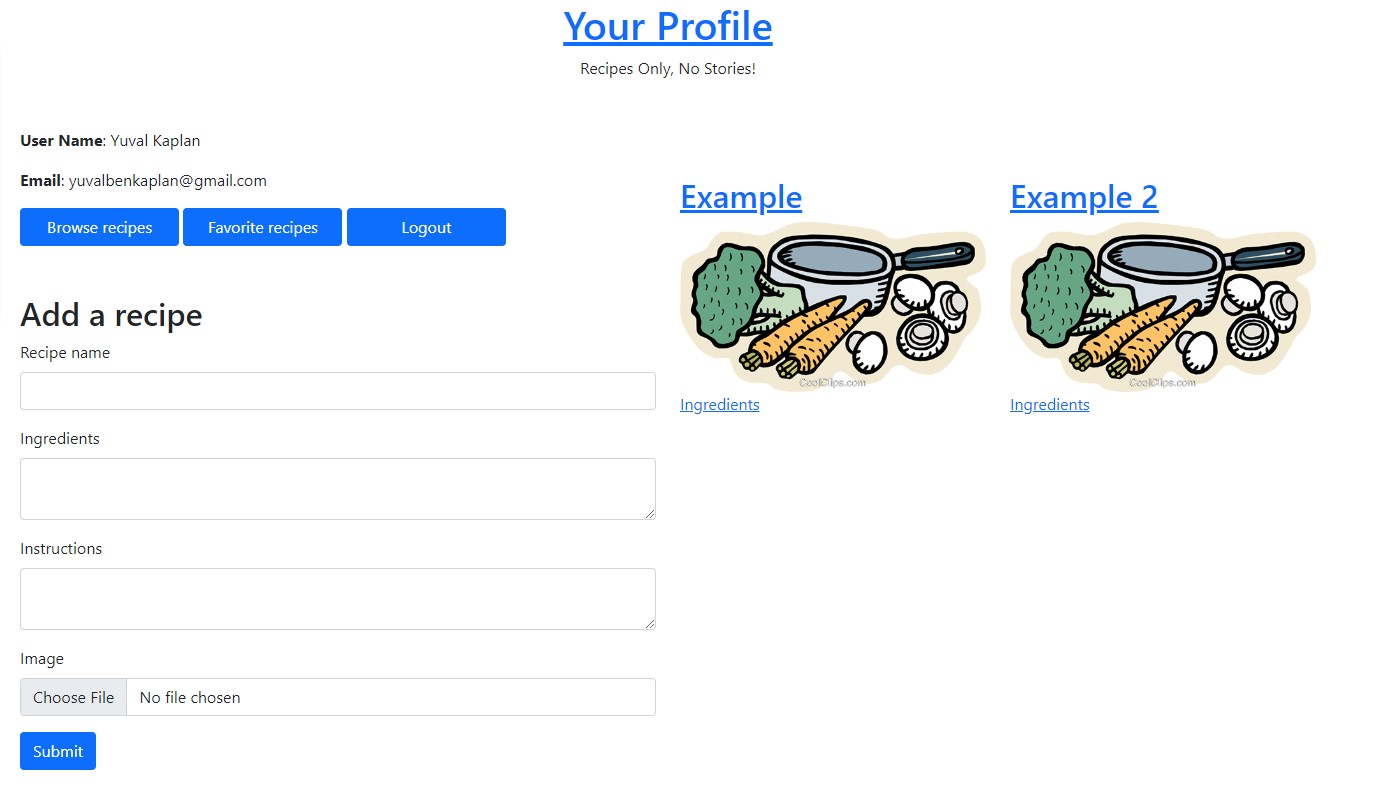 Your Profile
Recipes Only, No Stories!
User Name: Yuval Kaplan
Email: yuvalbenkaplan@gmail.com
Browse recipes Favorite recipes Logout
Add a recipe
Recipe name
Ingredients
Instructions
Image
Choose File No file chosen
Submit
Example
CoolClips.com
Ingredients
Example 2
CoolClips.com
Ingredients